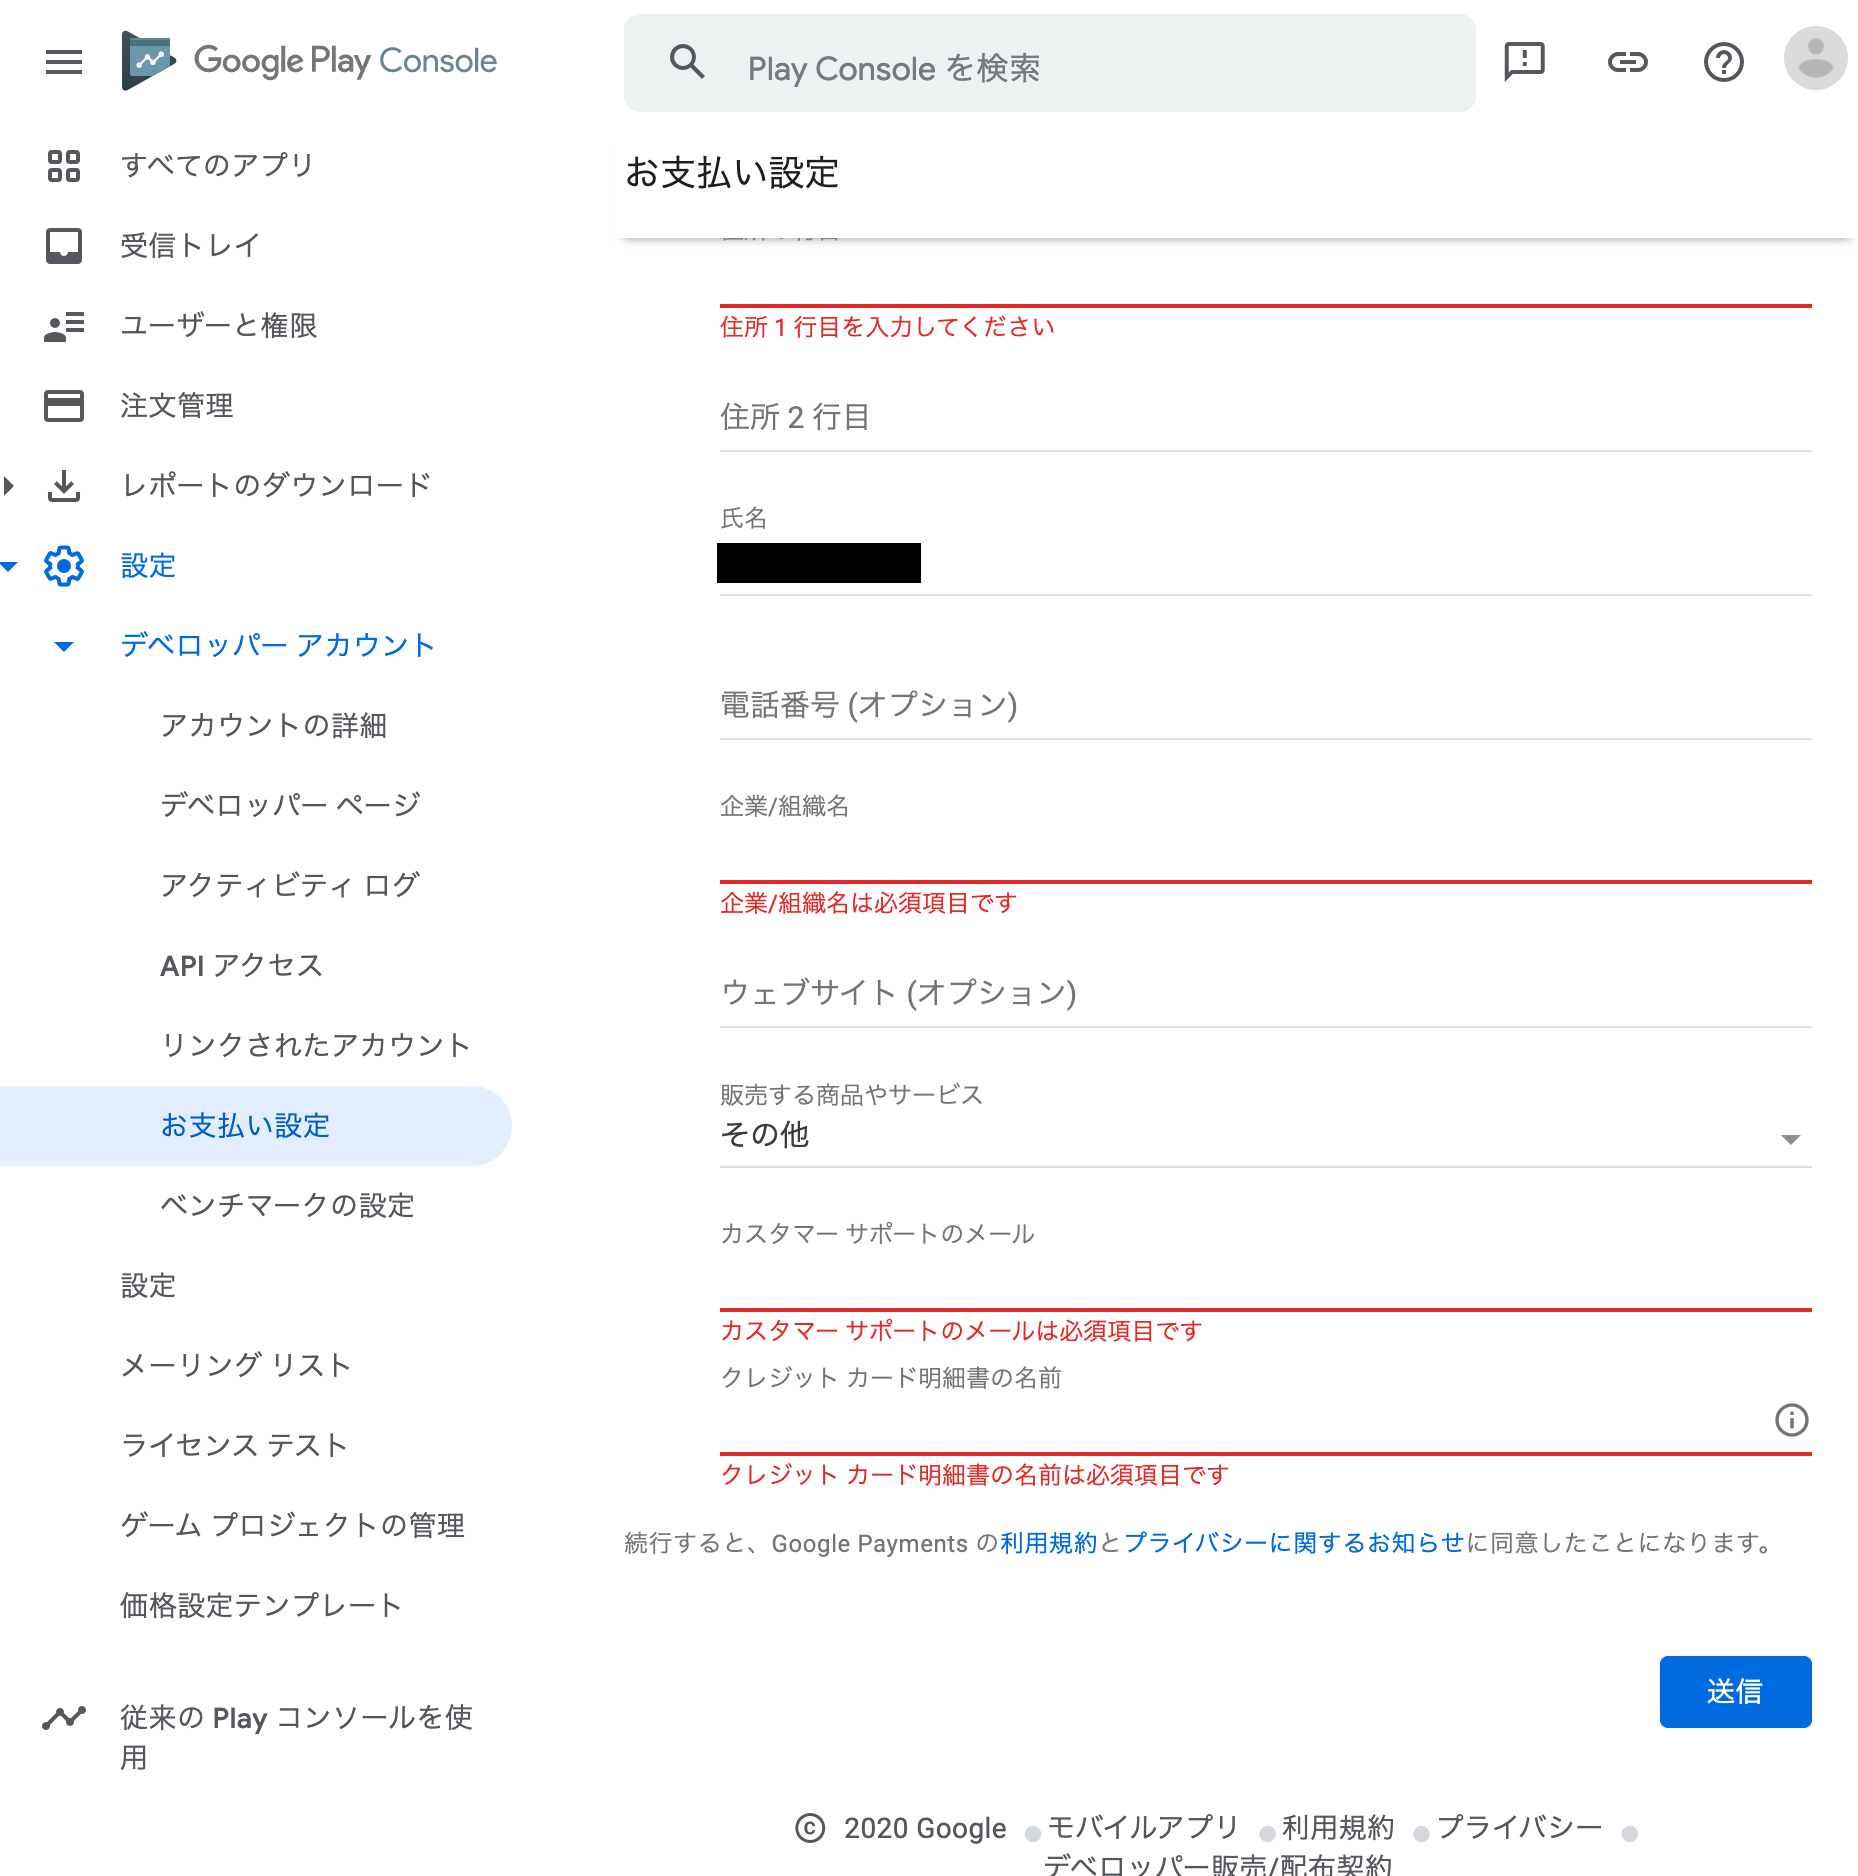 Google Play Console
Play Console を検索
すべてのアプリ
受信トレイ
ユーザーと権限
注文管理
レポートのダウンロード
設定
デベロッパー アカウント
アカウントの詳細
デベロッパー ページ
アクティビティ ログ
API アクセス
リンクされたアカウント
お支払い設定
ベンチマークの設定
設定
メーリング リスト
ライセンス テスト
ゲーム プロジェクトの管理
価格設定テンプレート
従来の Play コンソールを使
用
お支払い設定
住所 1 行目を入力してください
住所 2 行目
氏名
電話番号 (オプション)
企業/組織名
企業/組織名は必須項目です
ウェブサイト (オプション)
販売する商品やサービス
その他
カスタマー サポートのメール
カスタマー サポートのメールは必須項目です
クレジット カード明細書の名前
クレジット カード明細書の名前は必須項目です
続行すると、Google Payments の利用規約とプライバシーに関するお知らせに同意したことになります。
送信
© 2020 Google モバイルアプリ 利用規約 プライバシー
デベロッパー販売/配布契約